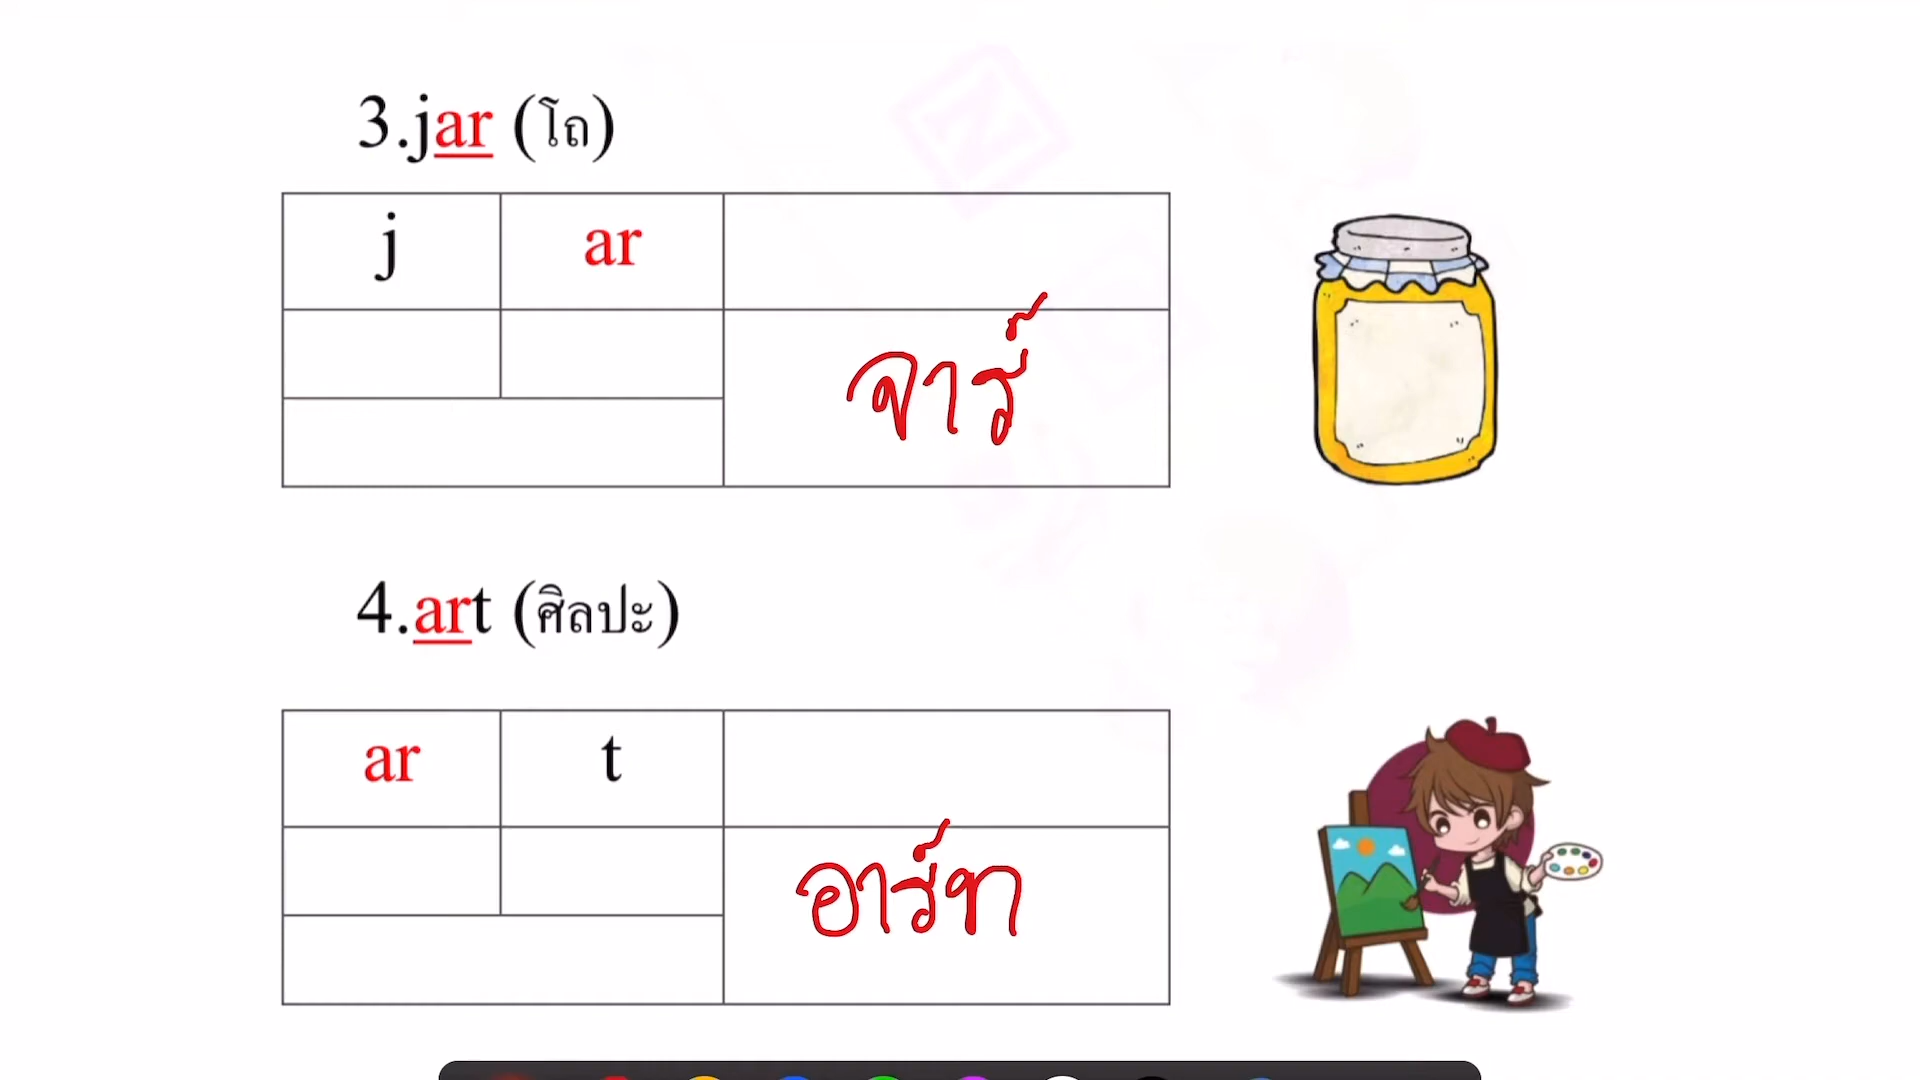 3.jar (โถ)
j ar
จาร์
4.art (ศิลปะ)
ar t
อาร์ท